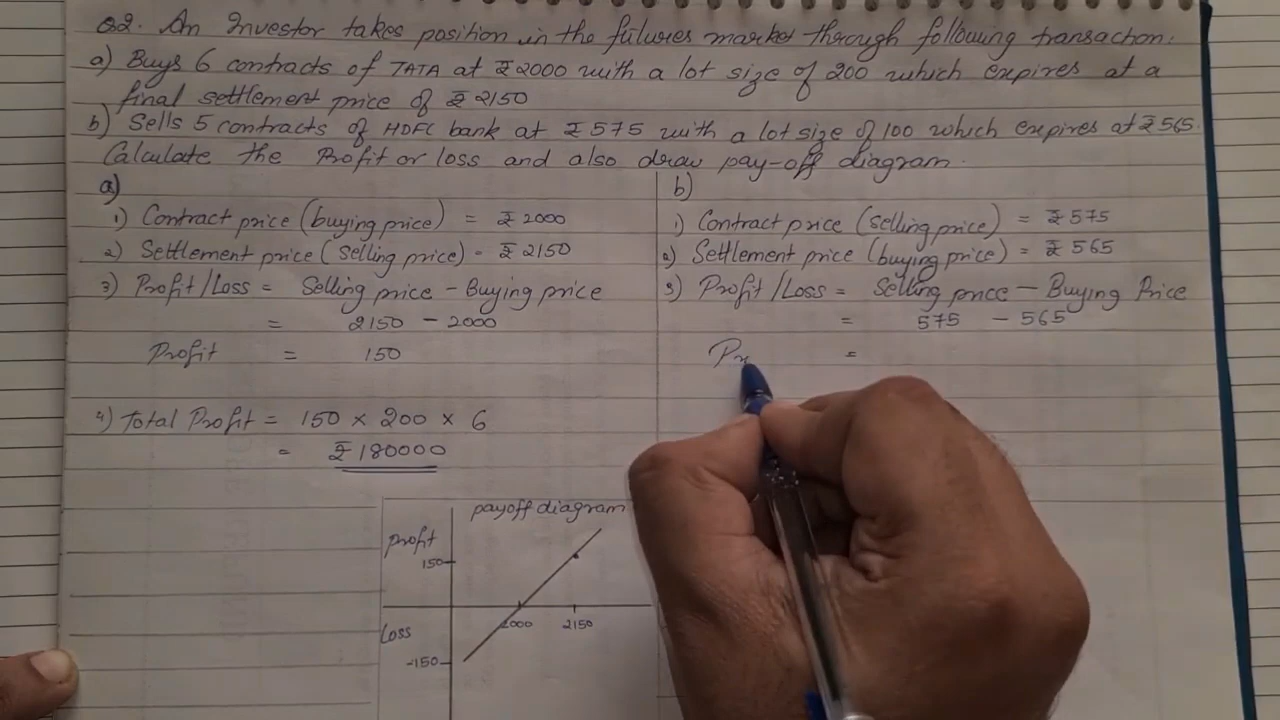 Q2. An Investor takes position in the futures market through following transaction.
a) Buys 6 contracts of TATA at ₹2000 with a lot size of 200 which expires at a
final settlement price of ₹2150
b) Sells 5 contracts of HDFC bank at ₹575 with a lot size of 100 which expires at ₹565.
Calculate the Profit or loss and also draw pay-off diagram.
a)
1) Contract price (buying price) = ₹2000
2) Settlement price (selling price) = ₹2150
3) Profit/Loss = Selling price - Buying price
= 2150 - 2000
Profit = 150
4) Total Profit = 150 × 200 × 6
= ₹180000
payoff diagram
Profit
150
2000 2150
Loss
-150
b)
1) Contract price (selling price) = ₹575
2) Settlement price (buying price) = ₹565
3) Profit/Loss = Selling price - Buying Price
= 575 - 565
Pr =